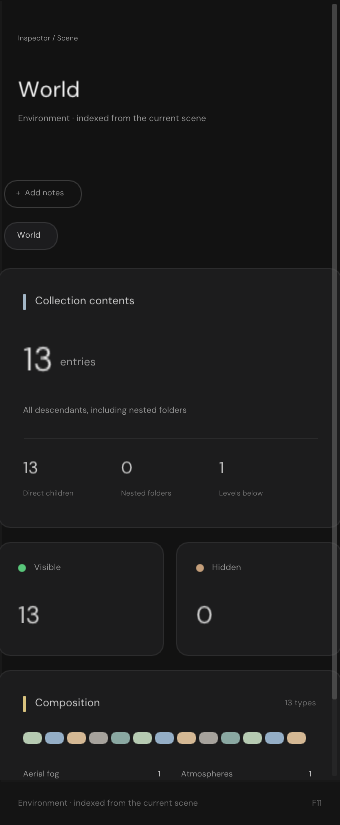 Inspector / Scene
World
Environment · indexed from the current scene
+ Add notes
World
Collection contents
13 entries
All descendants, including nested folders
13 0 1
Direct children Nested folders Levels below
Visible Hidden
13 0
Composition 13 types
Aerial fog 1 Atmospheres 1
Environment · indexed from the current scene F11